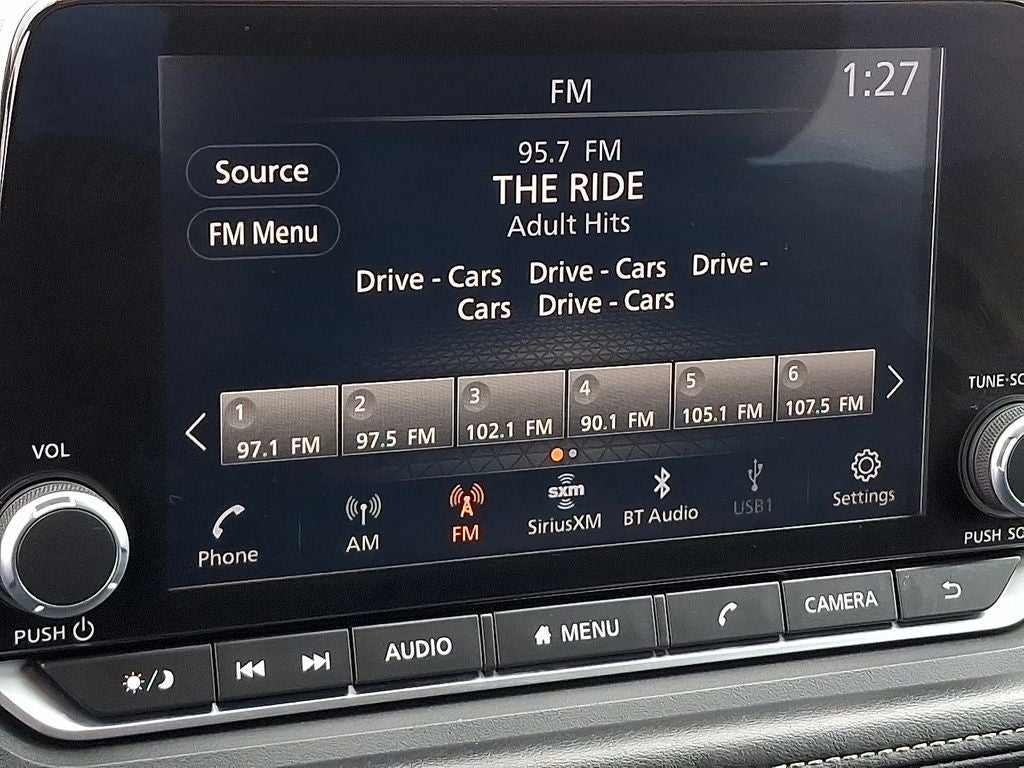 FM
1:27
95.7 FM
Source
THE RIDE
Adult Hits
FM Menu
Drive - Cars Drive - Cars Drive -
Cars Drive - Cars
1 2 3 4 5 6
97.1 FM 97.5 FM 102.1 FM 90.1 FM 105.1 FM 107.5 FM
VOL
TUNE·SC
sxm
Phone AM FM SiriusXM BT Audio USB1 Settings
PUSH
PUSH SO
AUDIO MENU CAMERA